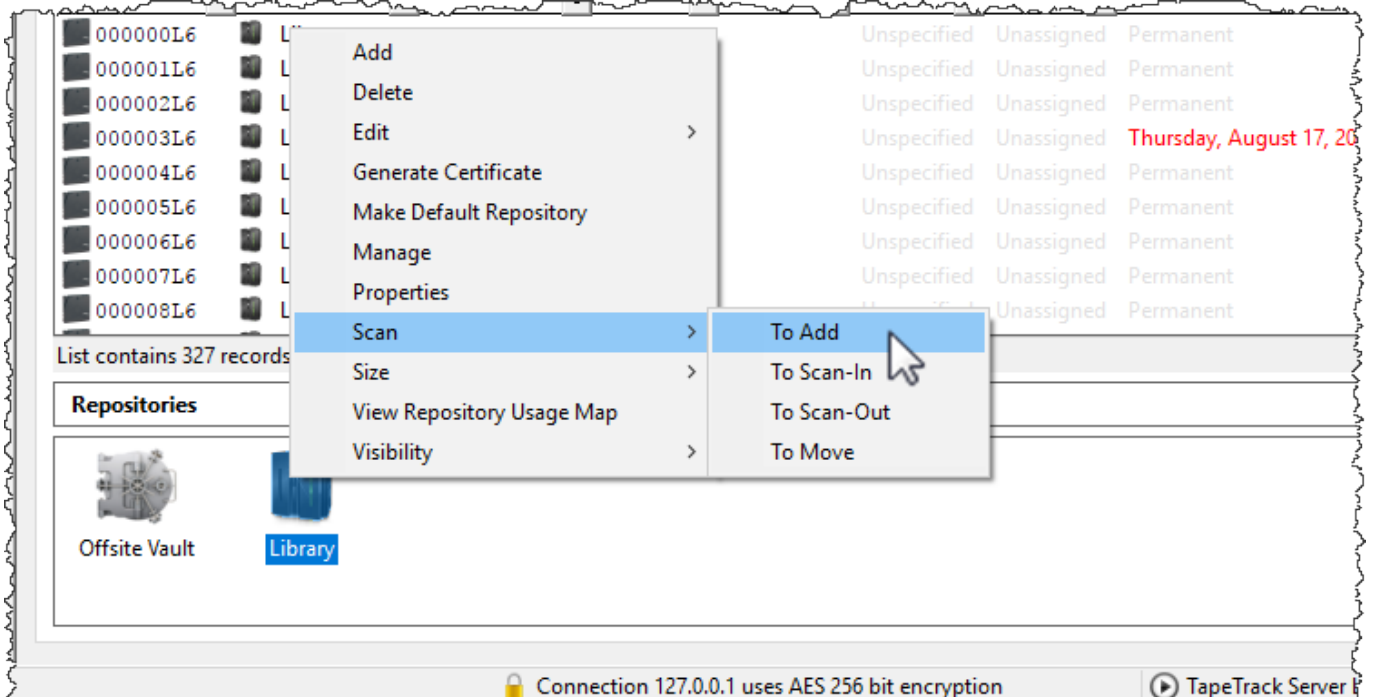 000000L6 Unspecified Unassigned Permanent
000001L6 L Add Unspecified Unassigned Permanent
000002L6 L Delete Unspecified Unassigned Permanent
000003L6 L Edit > Unspecified Unassigned Thursday, August 17, 20
000004L6 L Generate Certificate Unspecified Unassigned Permanent
000005L6 L Make Default Repository Unspecified Unassigned Permanent
000006L6 L Manage Unspecified Unassigned Permanent
000007L6 L Properties Unspecified Unassigned Permanent
000008L6 L Unassigned Permanent
Scan > To Add
List contains 327 records
Size > To Scan-In
Repositories
View Repository Usage Map To Scan-Out
Visibility > To Move
Offsite Vault Library
Connection 127.0.0.1 uses AES 256 bit encryption TapeTrack Server